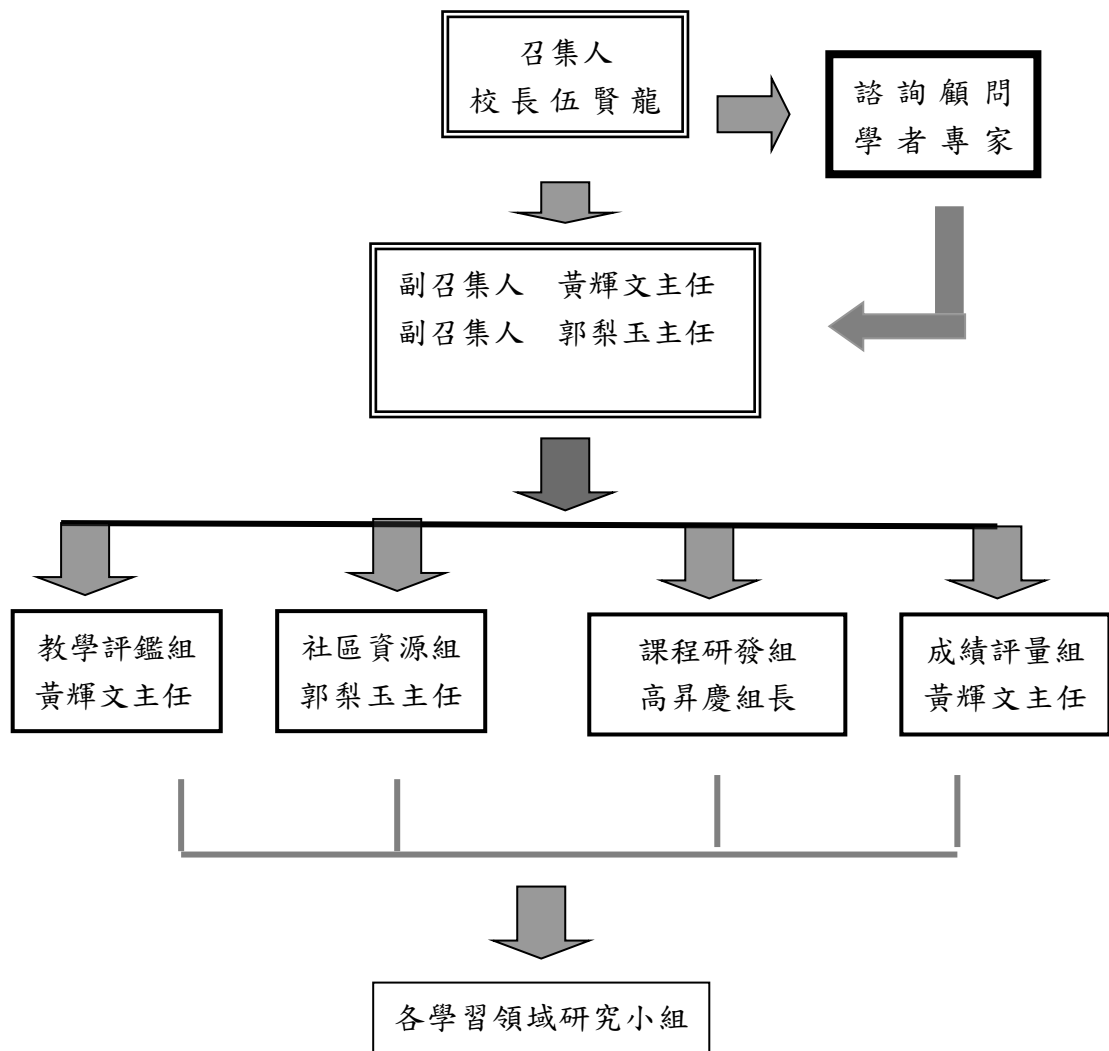 召集人
校長伍賢龍
諮詢顧問
學者專家
副召集人　黃輝文主任
副召集人　郭梨玉主任
教學評鑑組
黃輝文主任
社區資源組
郭梨玉主任
課程研發組
高昇慶組長
成績評量組
黃輝文主任
各學習領域研究小組